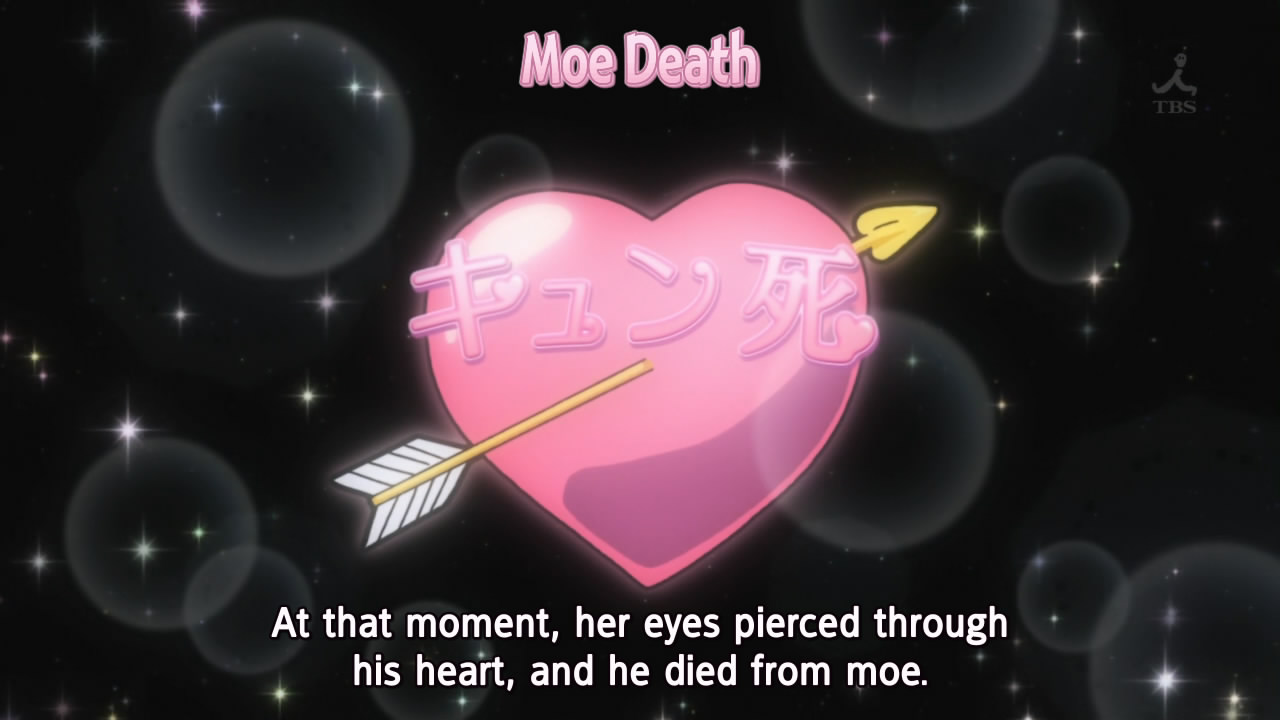 Moe Death
TBS
キュン死
At that moment, her eyes pierced through
his heart, and he died from moe.